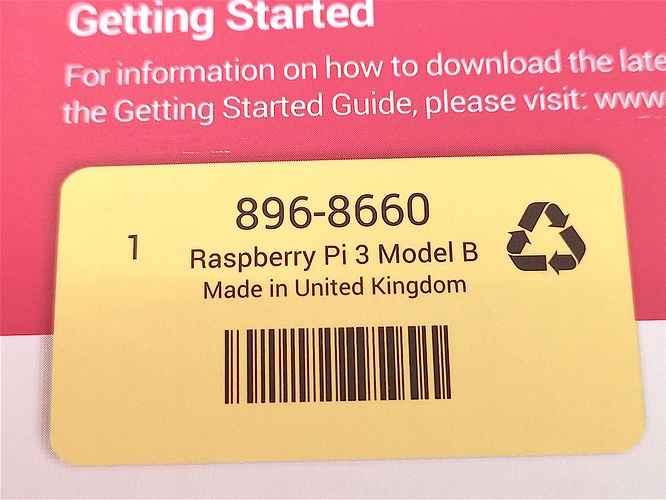 Getting Started
For information on how to download the late
the Getting Started Guide, please visit: www
896-8660
1
Raspberry Pi 3 Model B
Made in United Kingdom